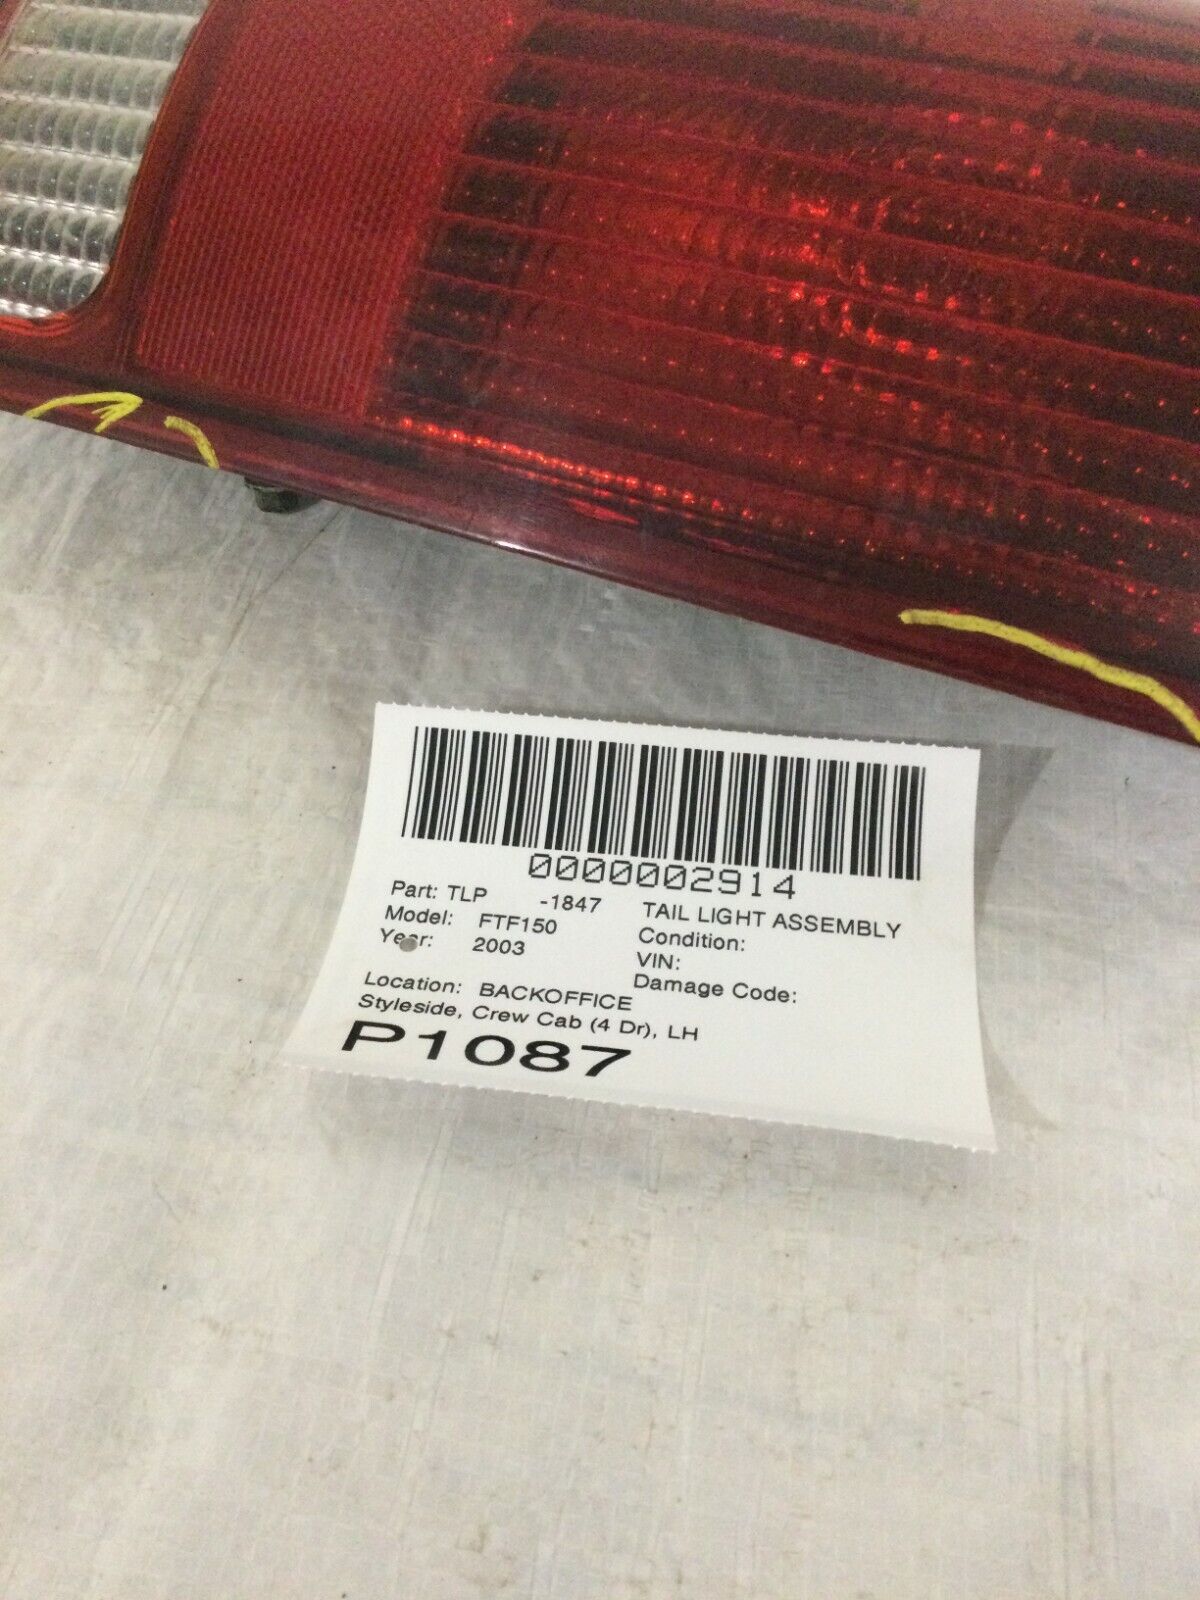 0000002914
Part: TLP -1847 TAIL LIGHT ASSEMBLY
Model: FTF150 Condition:
Year: 2003 VIN:
Damage Code:
Location: BACKOFFICE
Styleside, Crew Cab (4 Dr), LH
P1087